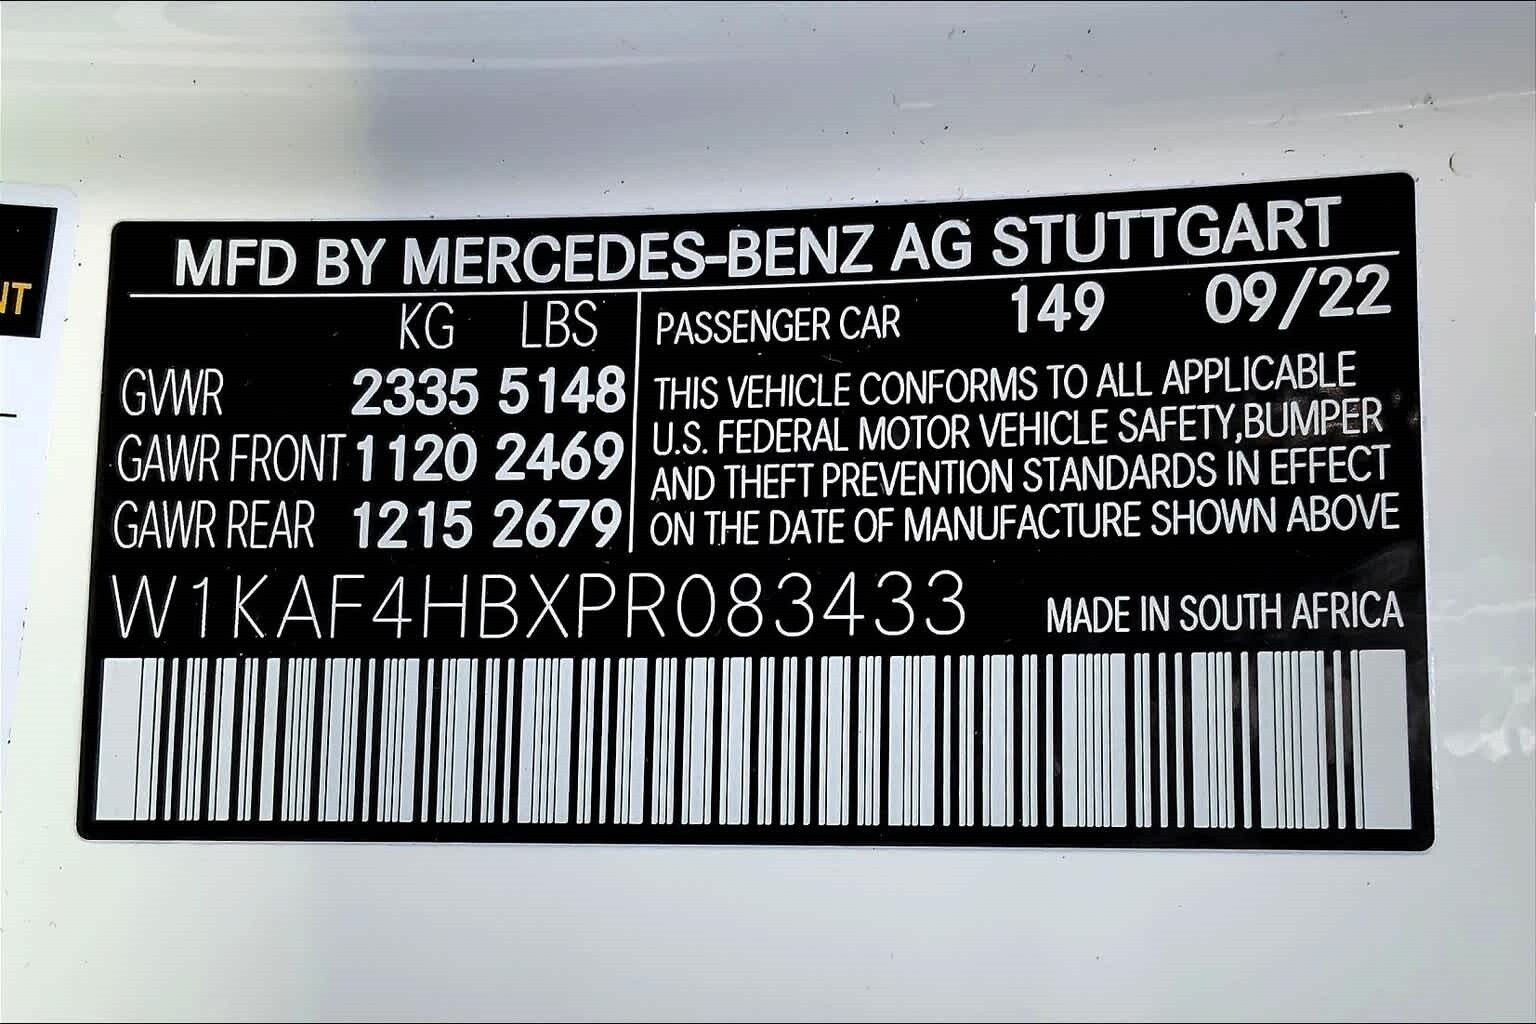 MFD BY MERCEDES-BENZ AG STUTTGART
KG LBS
GVWR 2335 5148
GAWR FRONT 1120 2469
GAWR REAR 1215 2679
PASSENGER CAR 149 09/22
THIS VEHICLE CONFORMS TO ALL APPLICABLE
U.S. FEDERAL MOTOR VEHICLE SAFETY,BUMPER
AND THEFT PREVENTION STANDARDS IN EFFECT
ON THE DATE OF MANUFACTURE SHOWN ABOVE
W1KAF4HBXPR083433 MADE IN SOUTH AFRICA